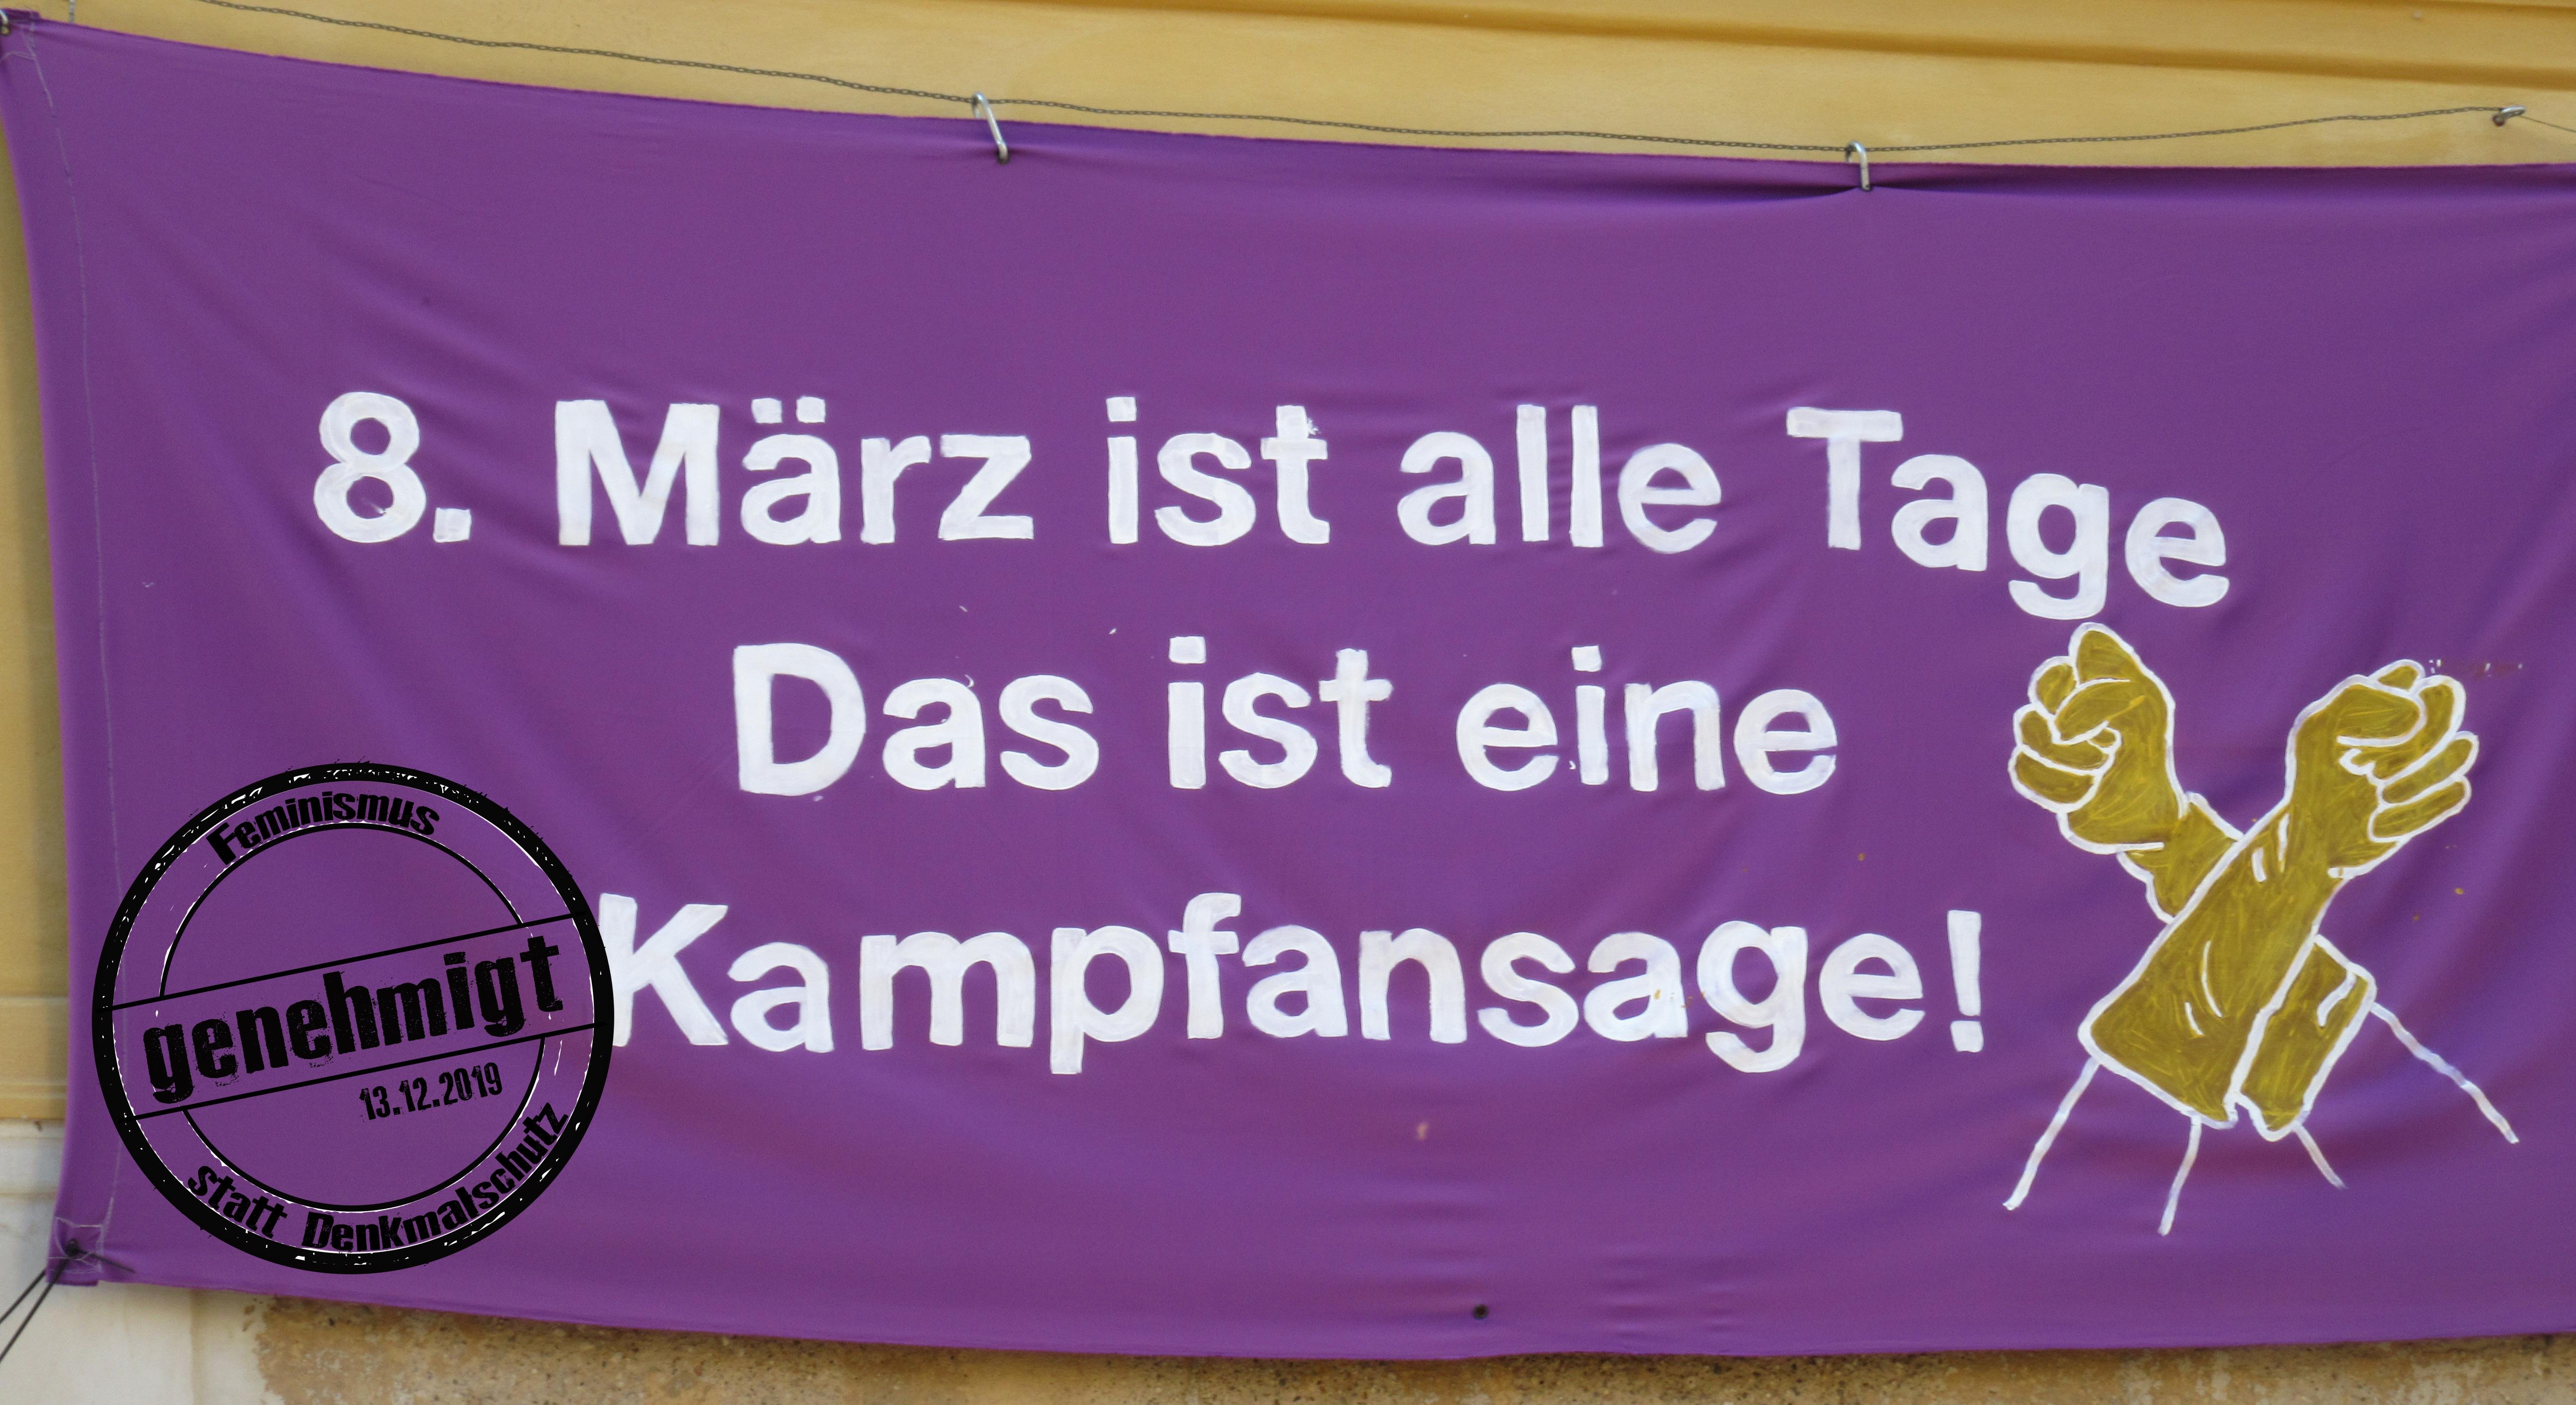 8. März ist alle Tage
Das ist eine
Kampfansage!
Feminismus
genehmigt
13.12.2019
statt Denkmalschutz